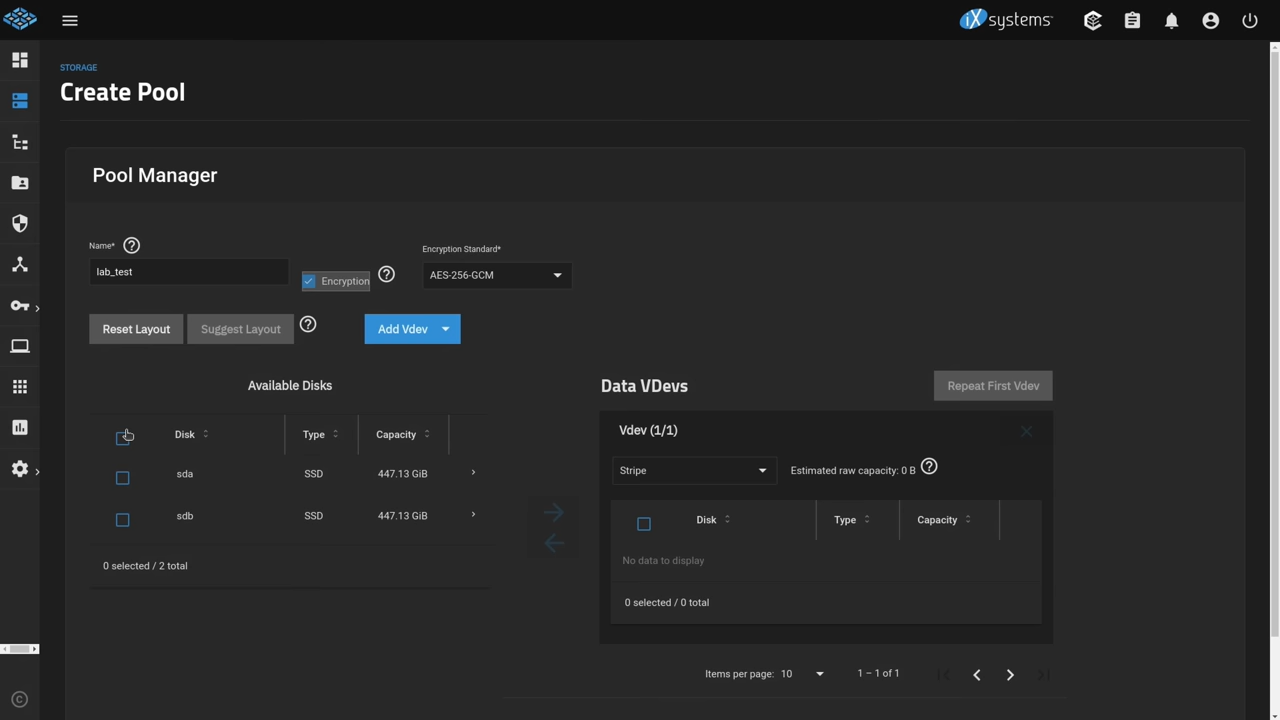 iXsystems
STORAGE
Create Pool
Pool Manager
Name*
Encryption Standard*
lab_test
Encryption
AES-256-GCM
Reset Layout
Suggest Layout
Add Vdev
Available Disks
Data VDevs
Repeat First Vdev
Disk Type Capacity
sda SSD 447.13 GiB
sdb SSD 447.13 GiB
0 selected / 2 total
Vdev (1/1)
Stripe
Estimated raw capacity: 0 B
Disk Type Capacity
No data to display
0 selected / 0 total
Items per page: 10
1 – 1 of 1